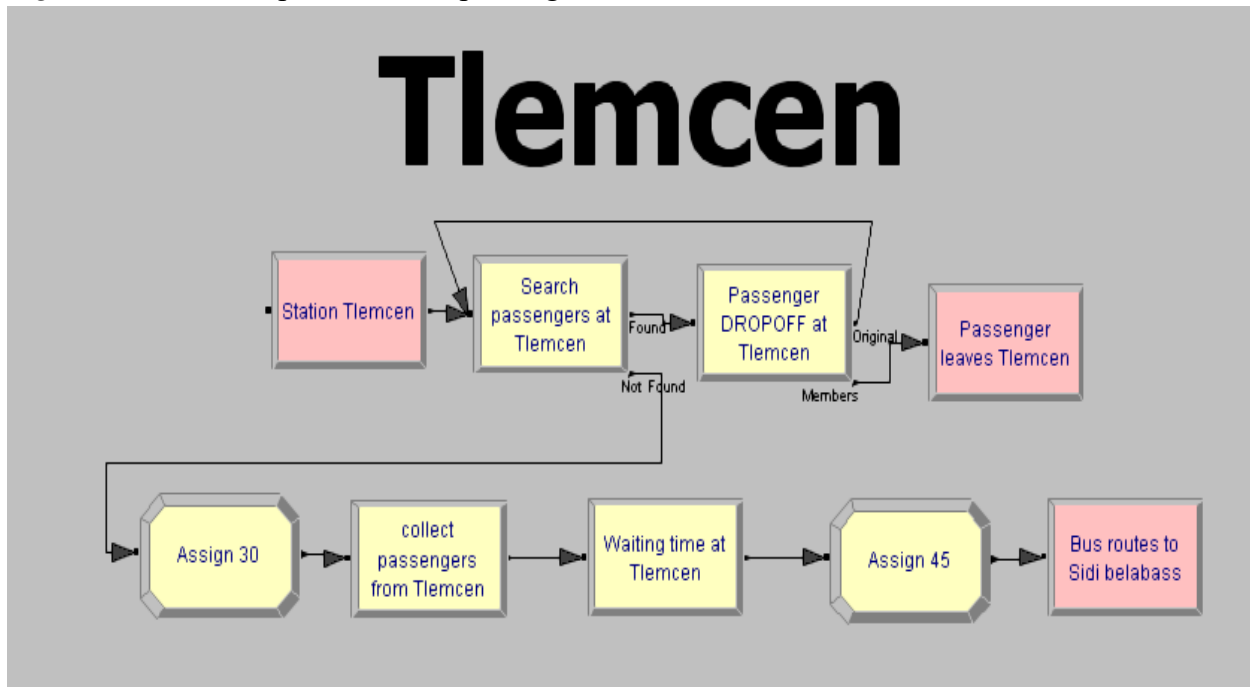 Tlemcen
Station Tlemcen
Search
passengers at
Tlemcen
Found
Not Found
Passenger
DROPOFF at
Tlemcen
Original
Members
Passenger
leaves Tlemcen
Assign 30
collect
passengers
from Tlemcen
Waiting time at
Tlemcen
Assign 45
Bus routes to
Sidi belabass